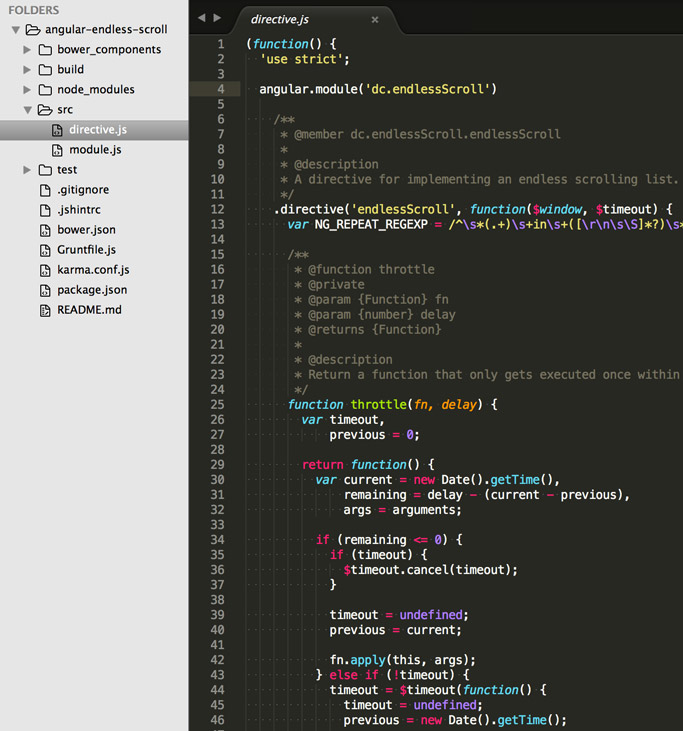 FOLDERS
angular-endless-scroll
bower_components
build
node_modules
src
directive.js
module.js
test
.gitignore
.jshintrc
bower.json
Gruntfile.js
karma.conf.js
package.json
README.md
directive.js ×
1 (function() {
2 'use strict';
3
4 angular.module('dc.endlessScroll')
5
6 /**
7 * @member dc.endlessScroll.endlessScroll
8 *
9 * @description
10 * A directive for implementing an endless scrolling list.
11 */
12 .directive('endlessScroll', function($window, $timeout) {
13 var NG_REPEAT_REGEXP = /^\s*(.+)\s+in\s+([\r\n\s\S]*?)\s*
14
15 /**
16 * @function throttle
17 * @private
18 * @param {Function} fn
19 * @param {number} delay
20 * @returns {Function}
21 *
22 * @description
23 * Return a function that only gets executed once within
24 */
25 function throttle(fn, delay) {
26 var timeout,
27 previous = 0;
28
29 return function() {
30 var current = new Date().getTime(),
31 remaining = delay - (current - previous),
32 args = arguments;
33
34 if (remaining <= 0) {
35 if (timeout) {
36 $timeout.cancel(timeout);
37 }
38
39 timeout = undefined;
40 previous = current;
41
42 fn.apply(this, args);
43 } else if (!timeout) {
44 timeout = $timeout(function() {
45 timeout = undefined;
46 previous = new Date().getTime();